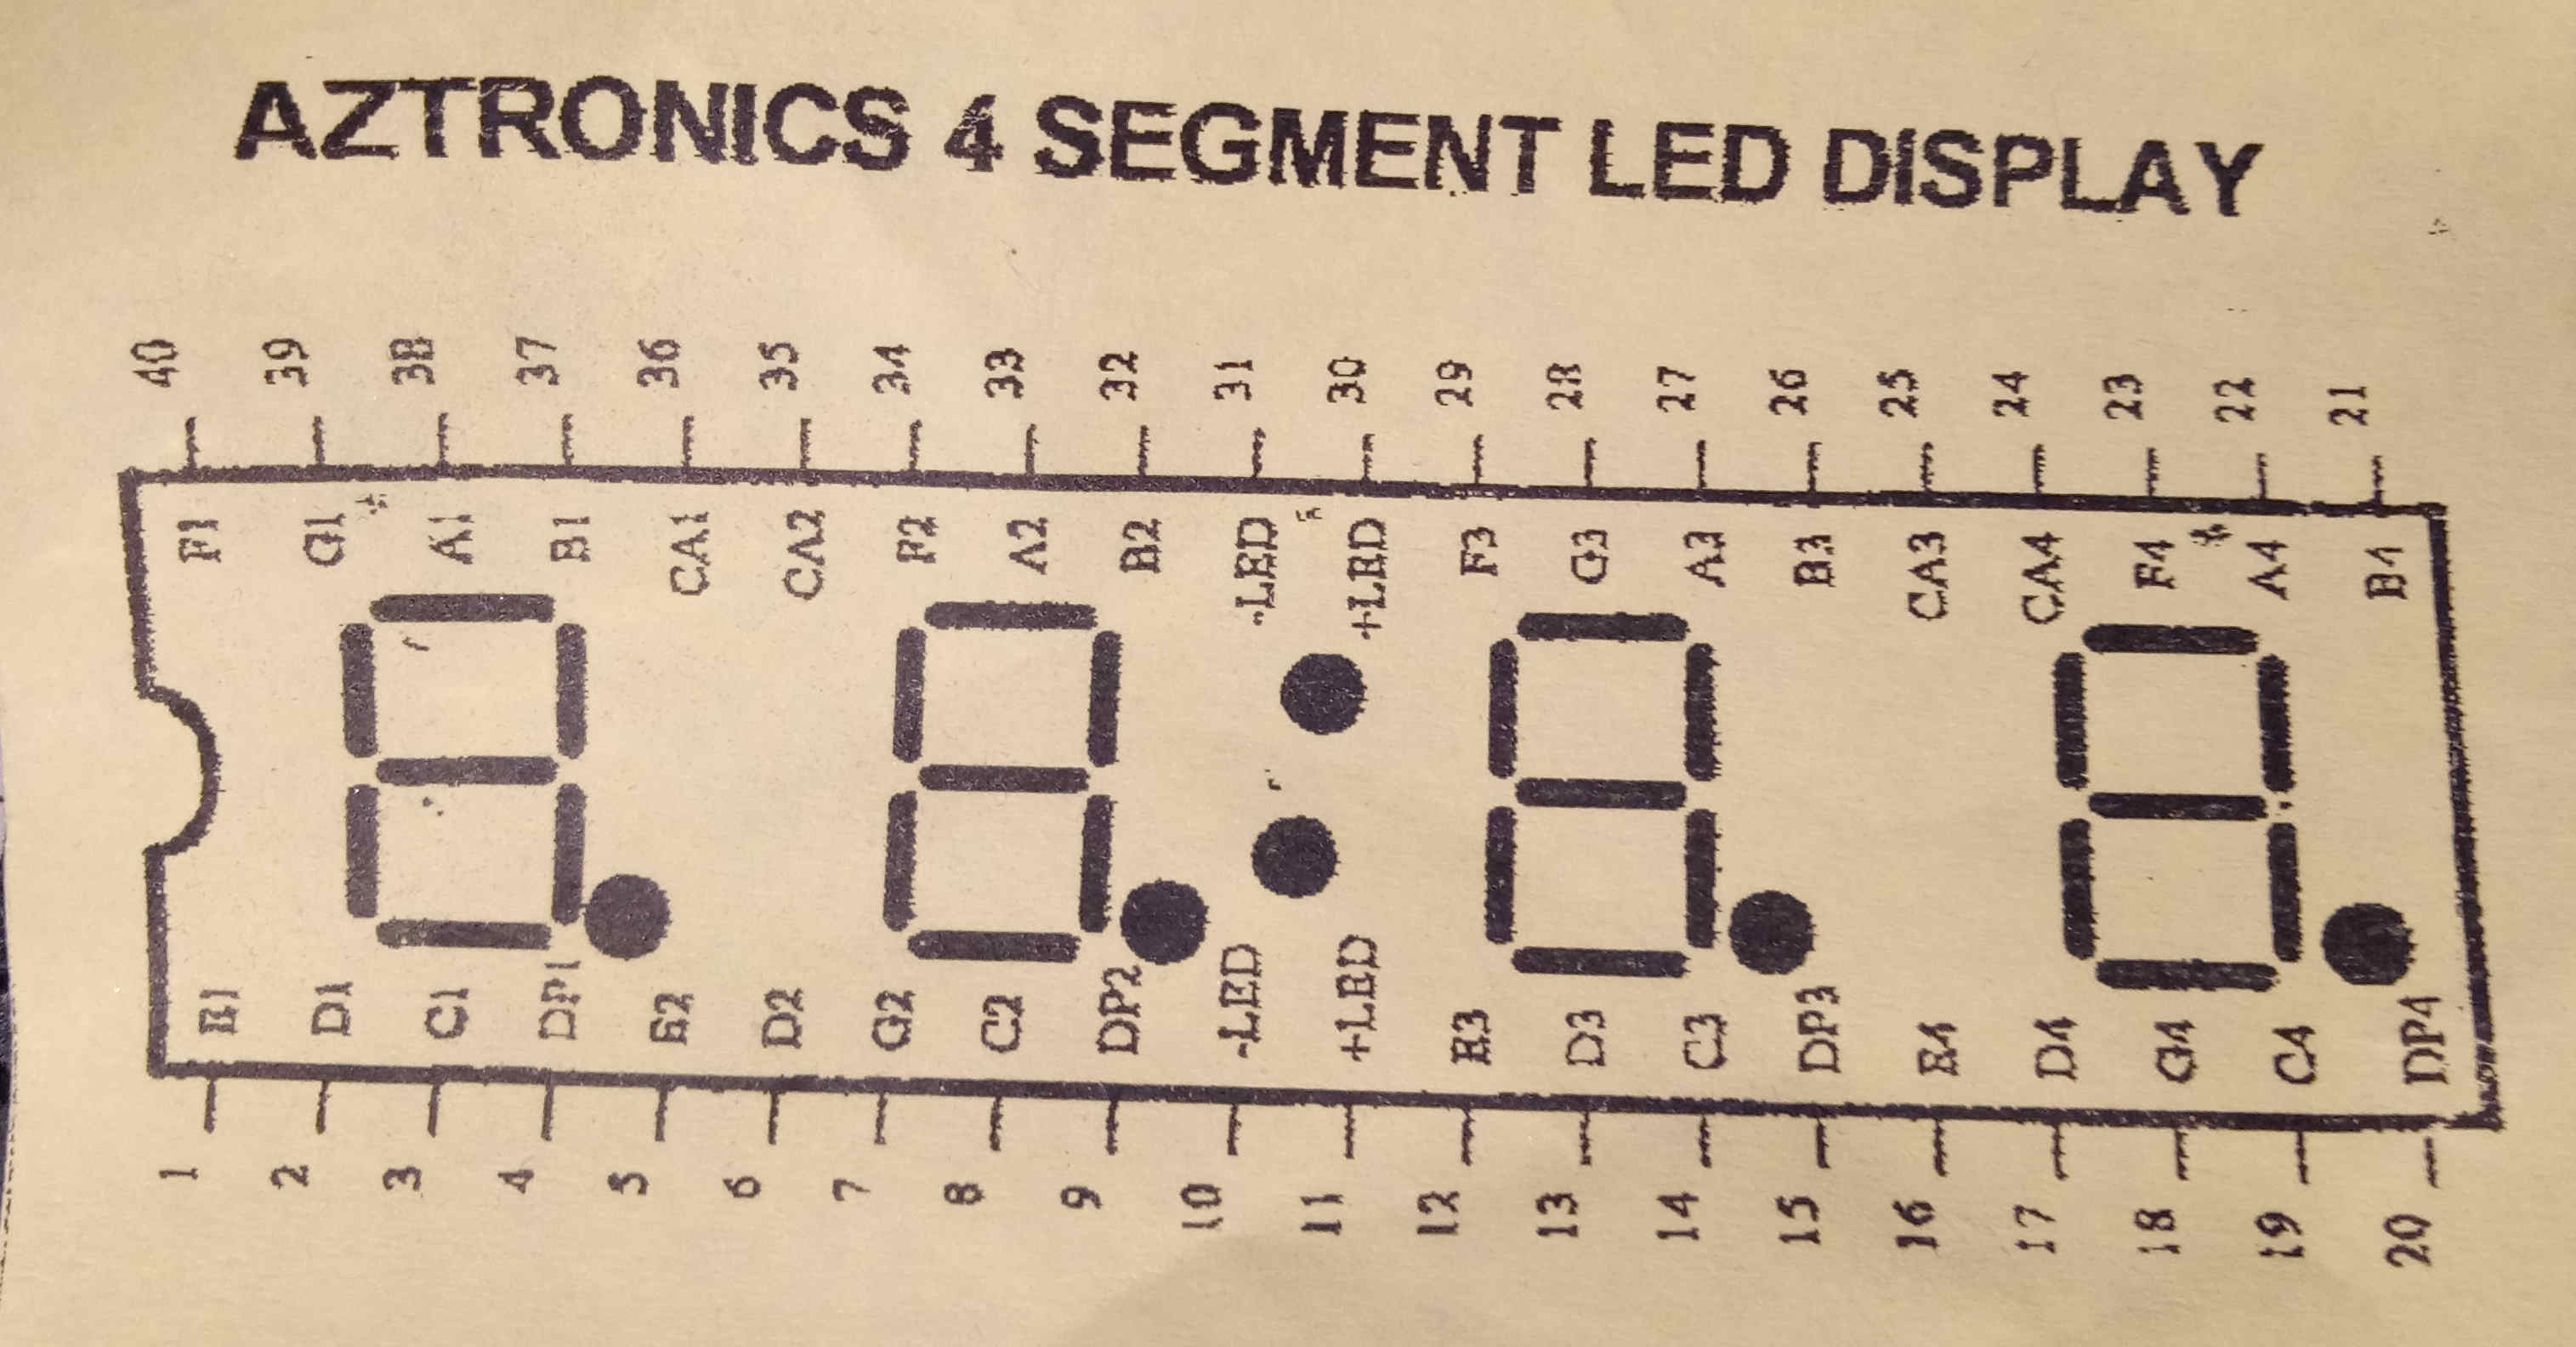 AZTRONICS 4 SEGMENT LED DISPLAY
40 39 38 37 36 35 34 33 32 31 30 29 28 27 26 25 24 23 22 21
F1 G1 A1 B1 CA1 CA2 F2 A2 B2 -LED +LED F3 G3 A3 B3 CA3 CA4 F4 A4 B4
E1 D1 C1 DP1 E2 D2 G2 C2 DP2 -LED +LED E3 D3 C3 DP3 E4 D4 G4 C4 DP4
1 2 3 4 5 6 7 8 9 10 11 12 13 14 15 16 17 18 19 20